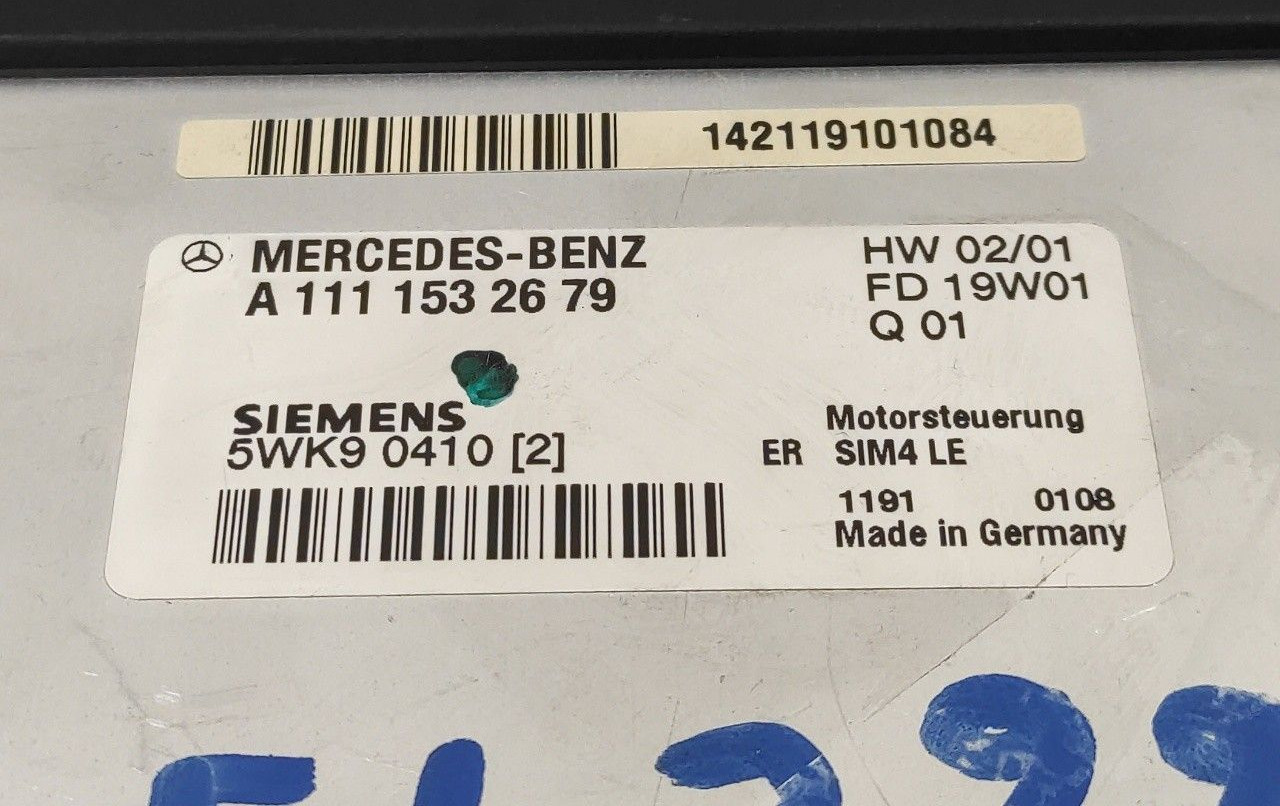 142119101084
MERCEDES-BENZ
A 111 153 26 79
HW 02/01
FD 19W01
Q 01
SIEMENS
5WK9 0410 [2]
Motorsteuerung
ER SIM4 LE
1191 0108
Made in Germany